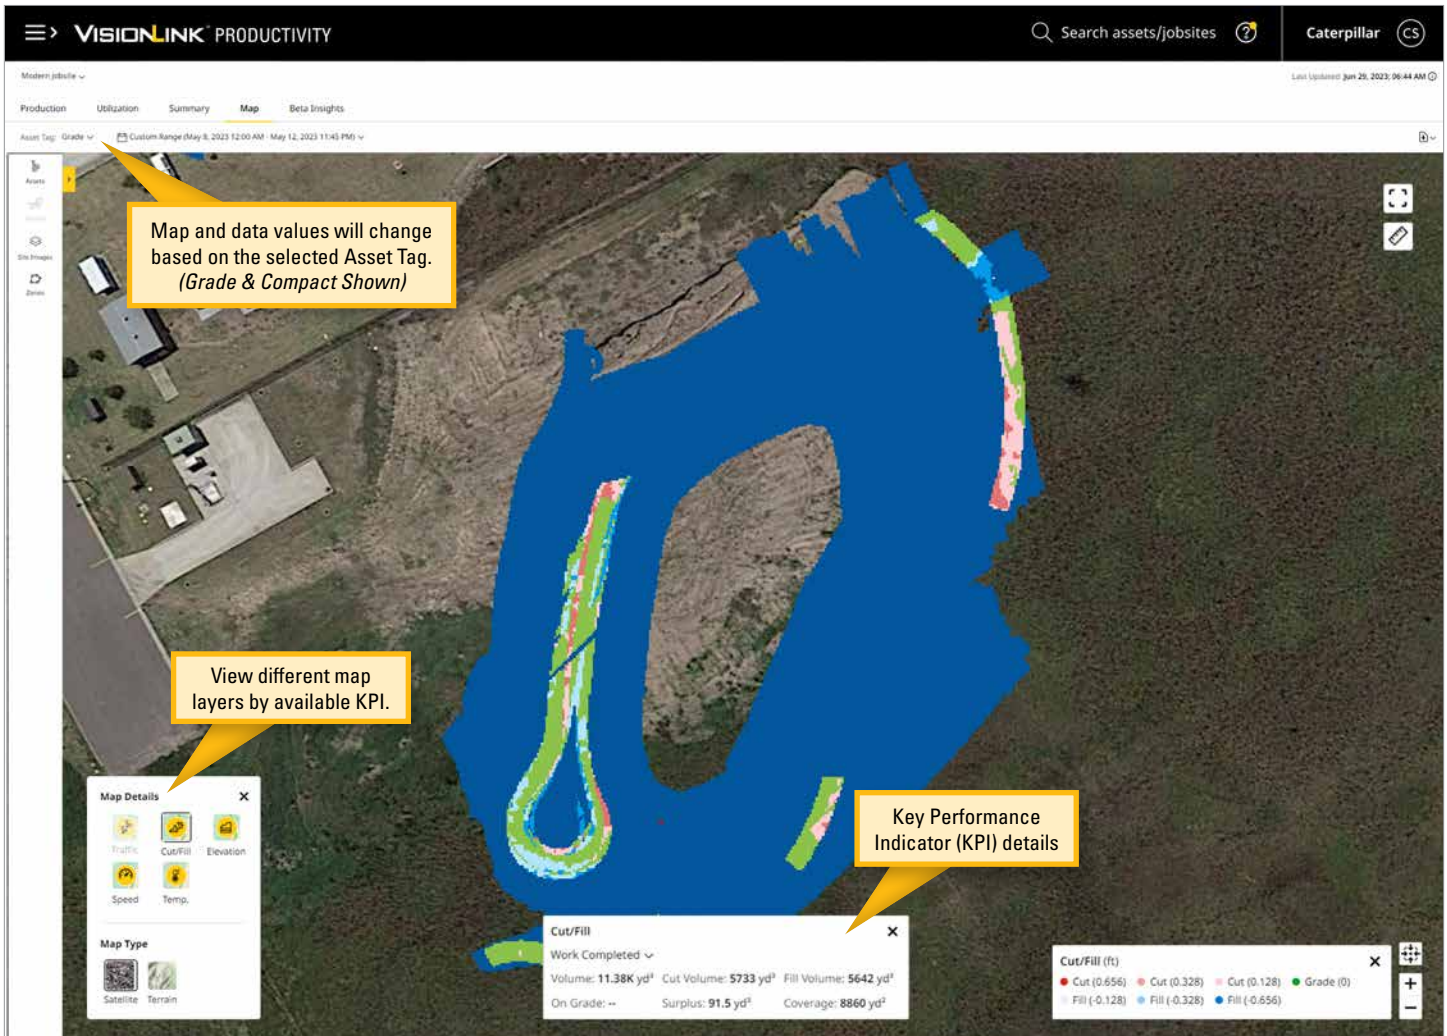 VISIONLINK PRODUCTIVITY
Search assets/jobsites
Caterpillar CS
Modern Jobsite
Last Updated: Jun 29, 2023; 06:44 AM
Production Utilization Summary Map Beta Insights
Asset Tag: Grade Custom Range (May 8, 2023 12:00 AM - May 12, 2023 11:45 PM)
Assets
Site Images
Zones
Map and data values will change
based on the selected Asset Tag.
(Grade & Compact Shown)
View different map
layers by available KPI.
Map Details
Traffic Cut/Fill Elevation
Speed Temp.
Map Type
Satellite Terrain
Key Performance
Indicator (KPI) details
Cut/Fill
Work Completed
Volume: 11.38K yd³ Cut Volume: 5733 yd³ Fill Volume: 5642 yd³
On Grade: -- Surplus: 91.5 yd³ Coverage: 8860 yd²
Cut/Fill (ft)
Cut (0.656) Cut (0.328) Cut (0.128) Grade (0)
Fill (-0.128) Fill (-0.328) Fill (-0.656)